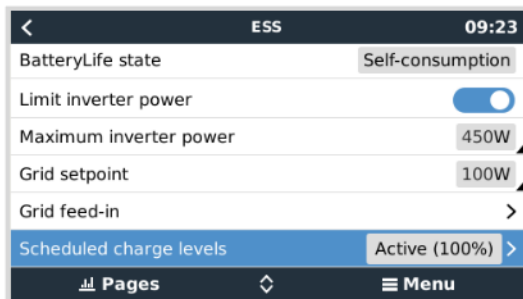 ESS 09:23
BatteryLife state Self-consumption
Limit inverter power
Maximum inverter power 450W
Grid setpoint 100W
Grid feed-in
Scheduled charge levels Active (100%)
Pages Menu